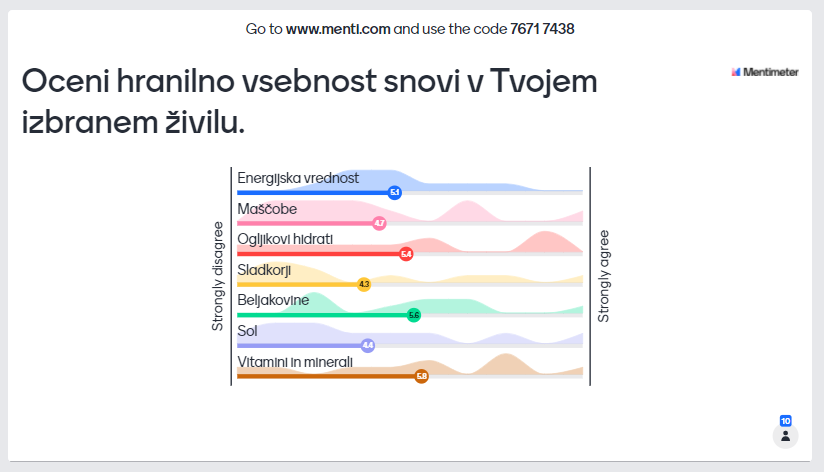 Go to www.menti.com and use the code 7671 7438
Mentimeter
Oceni hranilno vsebnost snovi v Tvojem
izbranem živilu.
Strongly disagree
Energijska vrednost
5.1
Maščobe
4.7
Ogljikovi hidrati
5.4
Sladkorji
4.3
Beljakovine
5.6
Sol
4.4
Vitamini in minerali
5.8
Strongly agree
10